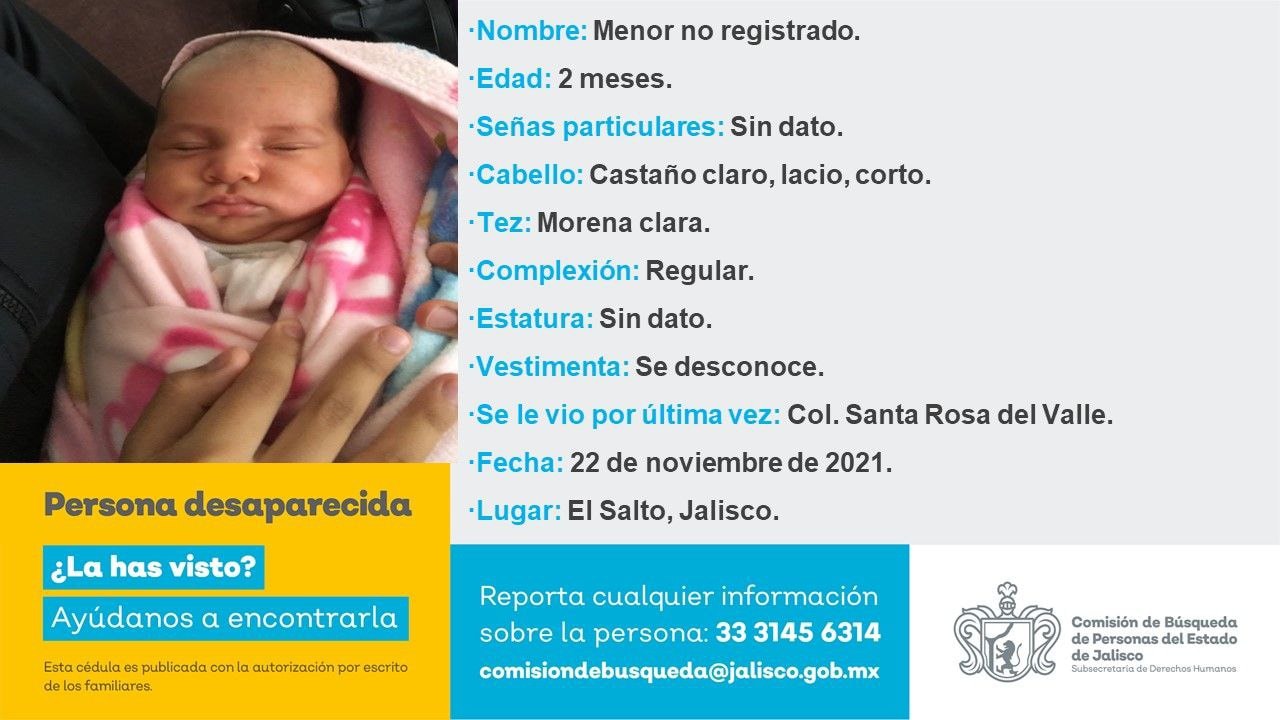 ·Nombre: Menor no registrado.
·Edad: 2 meses.
·Señas particulares: Sin dato.
·Cabello: Castaño claro, lacio, corto.
·Tez: Morena clara.
·Complexión: Regular.
·Estatura: Sin dato.
·Vestimenta: Se desconoce.
·Se le vio por última vez: Col. Santa Rosa del Valle.
·Fecha: 22 de noviembre de 2021.
·Lugar: El Salto, Jalisco.
Persona desaparecida
¿La has visto?
Ayúdanos a encontrarla
Esta cédula es publicada con la autorización por escrito
de los familiares.
Reporta cualquier información
sobre la persona: 33 3145 6314
comisiondebusqueda@jalisco.gob.mx
Comisión de Búsqueda
de Personas del Estado
de Jalisco
Subsecretaría de Derechos Humanos